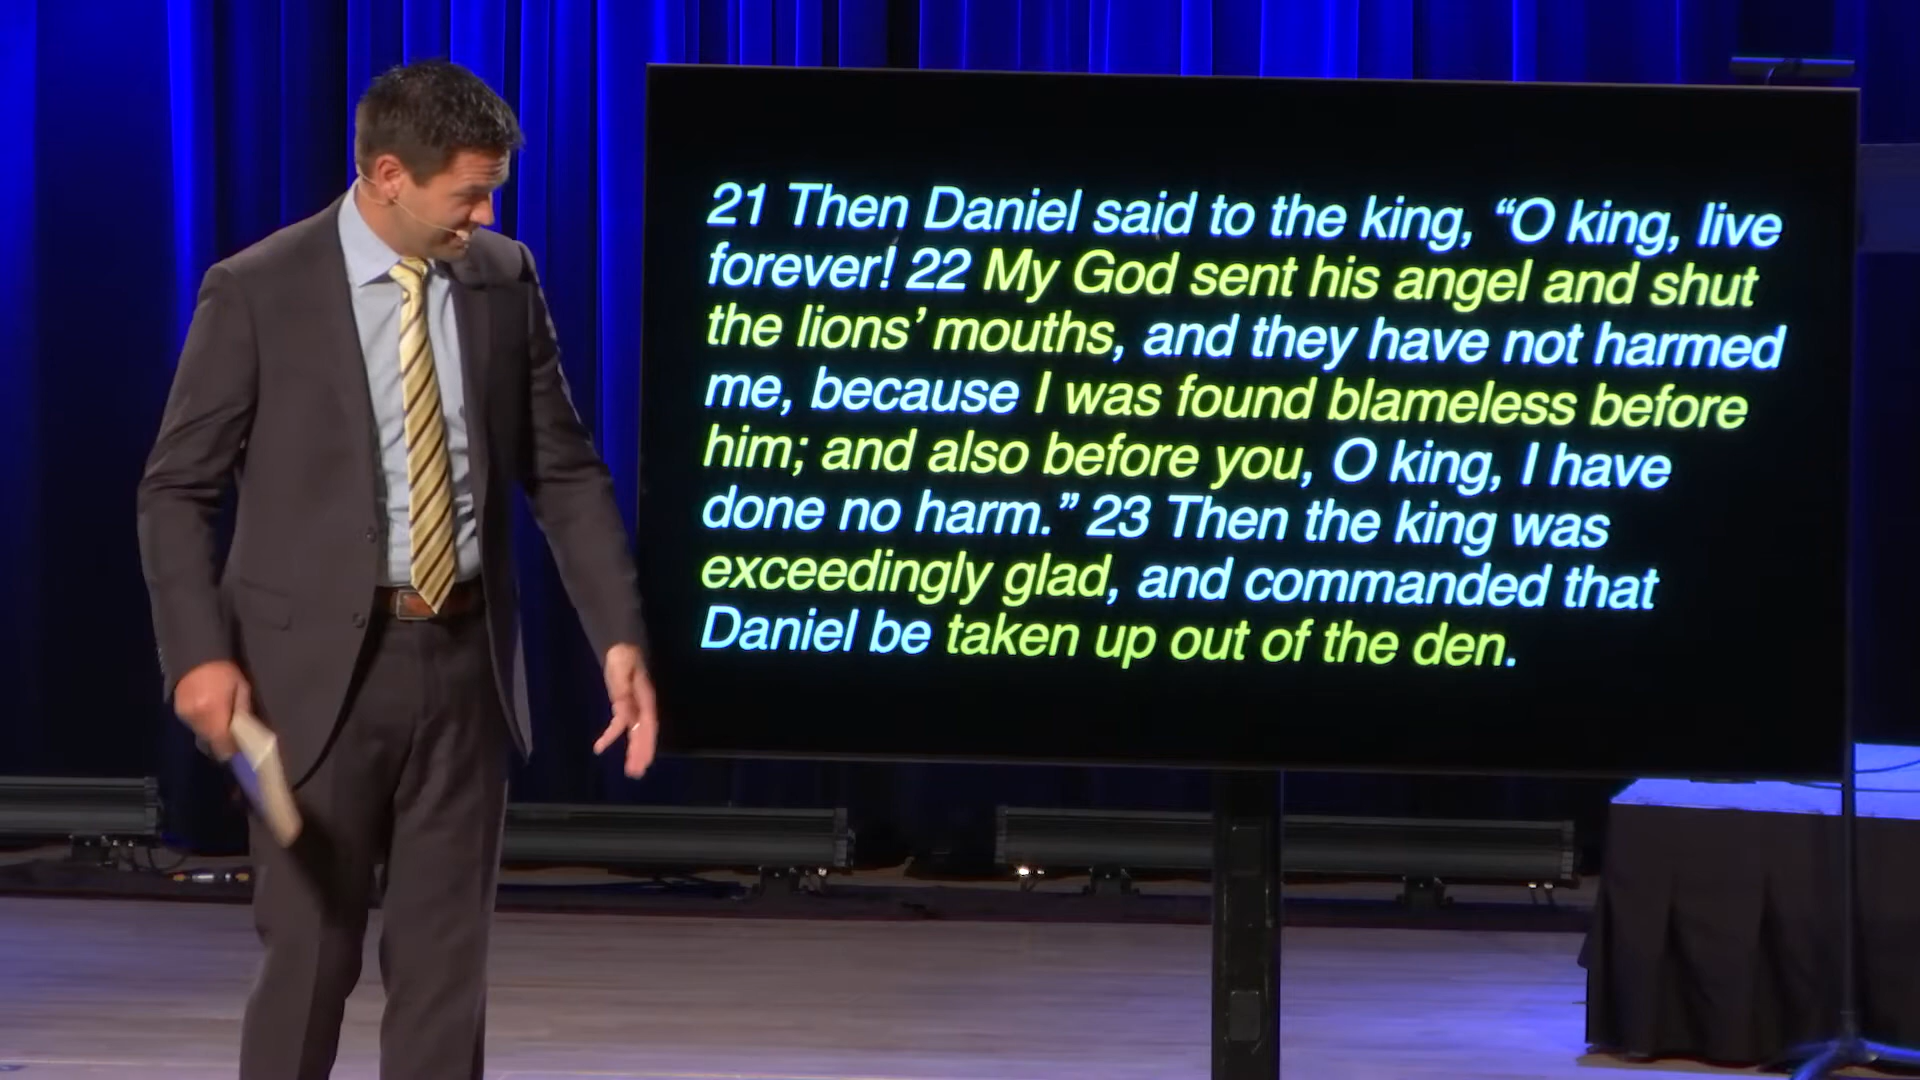 21 Then Daniel said to the king, “O king, live
forever! 22 My God sent his angel and shut
the lions’ mouths, and they have not harmed
me, because I was found blameless before
him; and also before you, O king, I have
done no harm.” 23 Then the king was
exceedingly glad, and commanded that
Daniel be taken up out of the den.